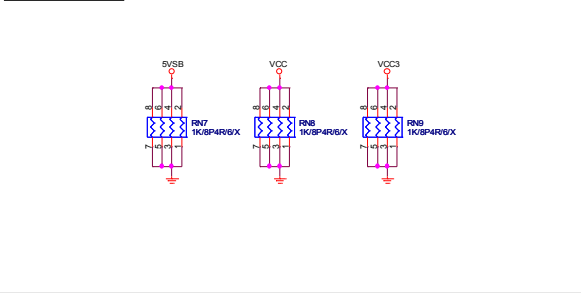 5VSB
VCC
VCC3
8 6 4 2
8 6 4 2
8 6 4 2
RN7
1K/8P4R/6/X
RN8
1K/8P4R/6/X
RN9
1K/8P4R/6/X
7 5 3 1
7 5 3 1
7 5 3 1